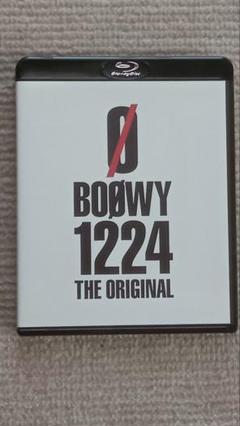 Blu-ray Disc
Ø
BOØWY
1224
THE ORIGINAL